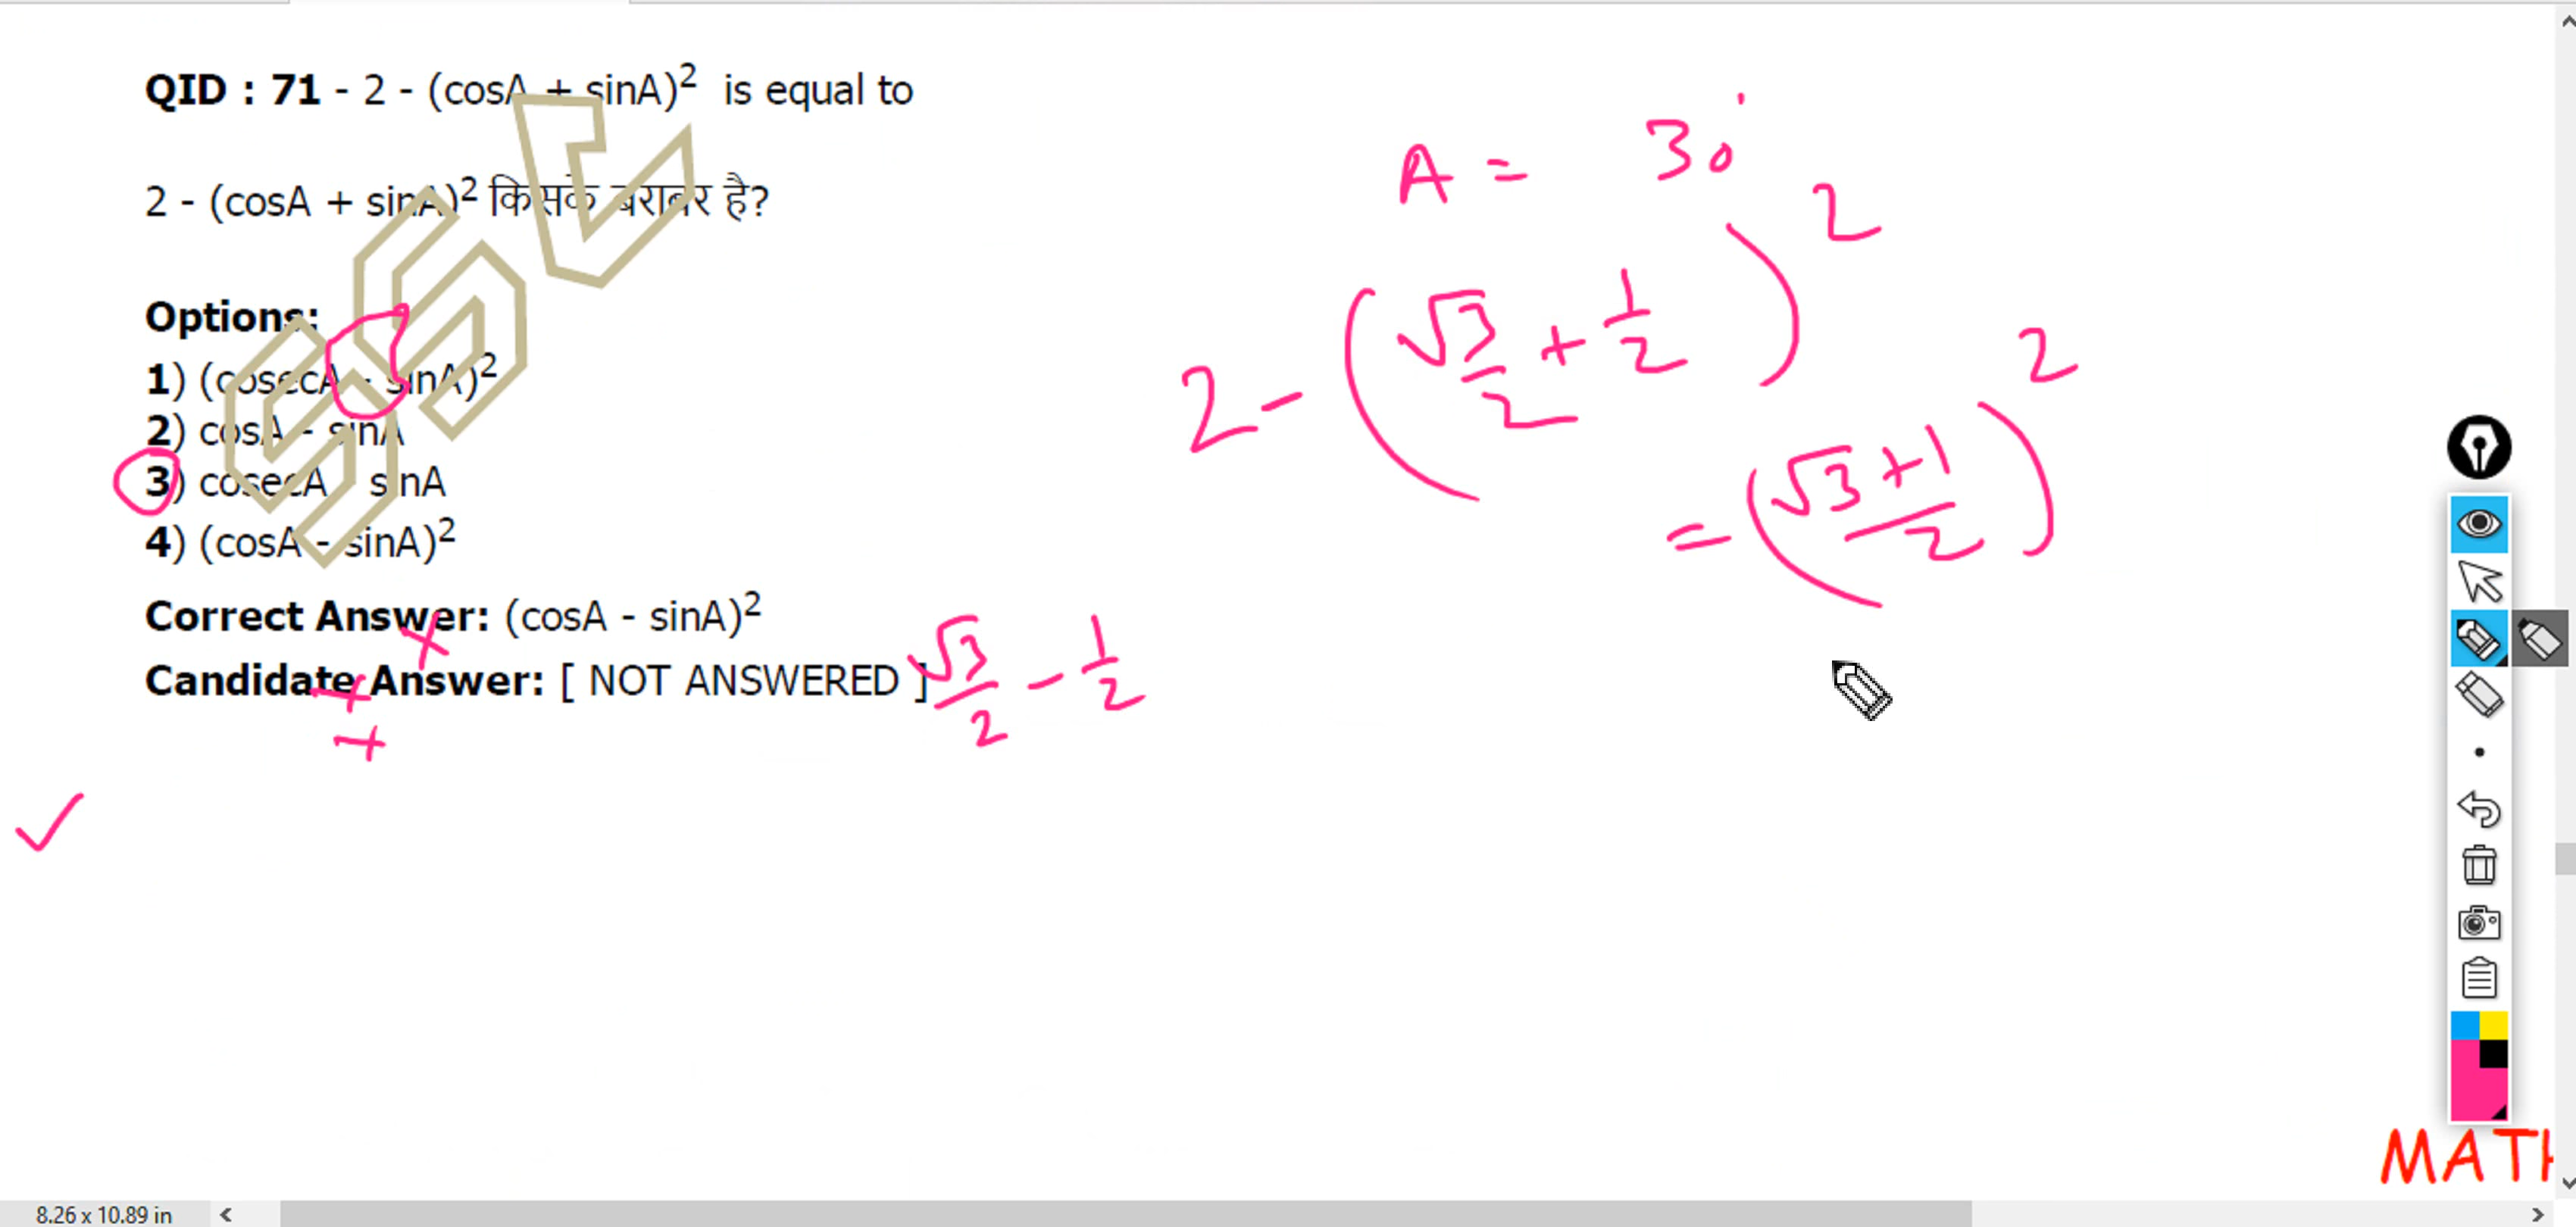 QID : 71 - 2 - (cosA + sinA)² is equal to
2 - (cosA + sinA)² किसके बराबर है?
Options:
1) (cosecA - sinA)²
2) cosA - sinA
3) cosecA sinA
4) (cosA - sinA)²
Correct Answer: (cosA - sinA)²
Candidate Answer: [ NOT ANSWERED ]
√3/2 - 1/2
A = 30°
2 - (√3/2 + 1/2)²
= (√3+1/2)²
SSC
MATH
8.26 x 10.89 in